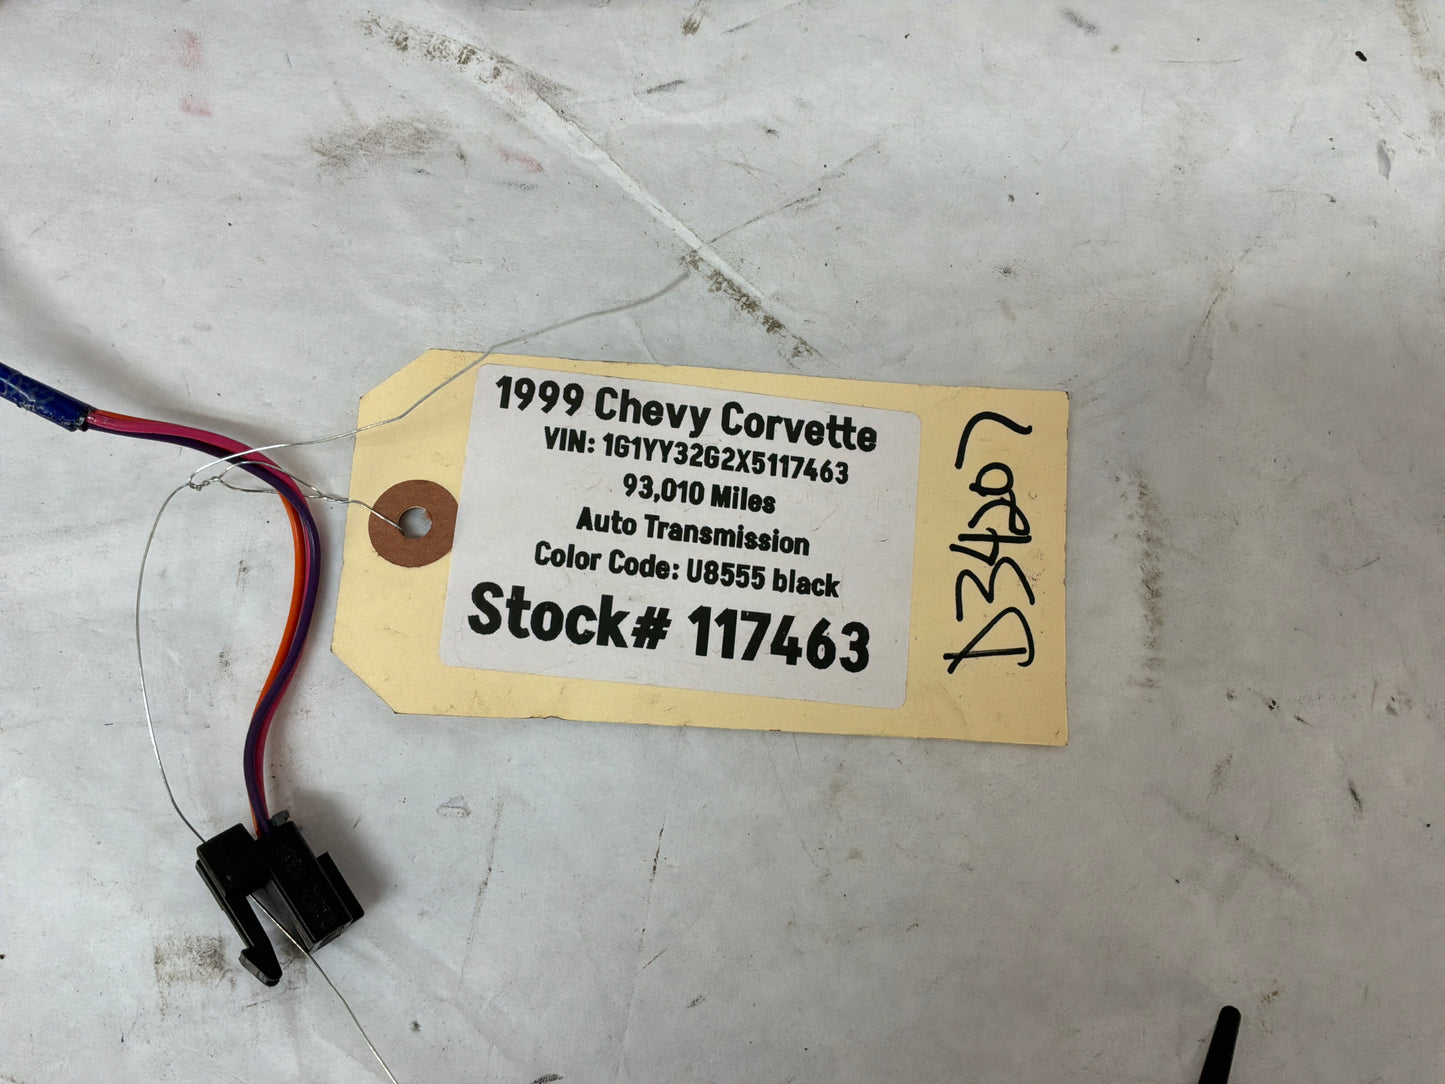 1999 Chevy Corvette
VIN: 1G1YY32G2X5117463
93,010 Miles
Auto Transmission
Color Code: U8555 black
Stock# 117463
D34207